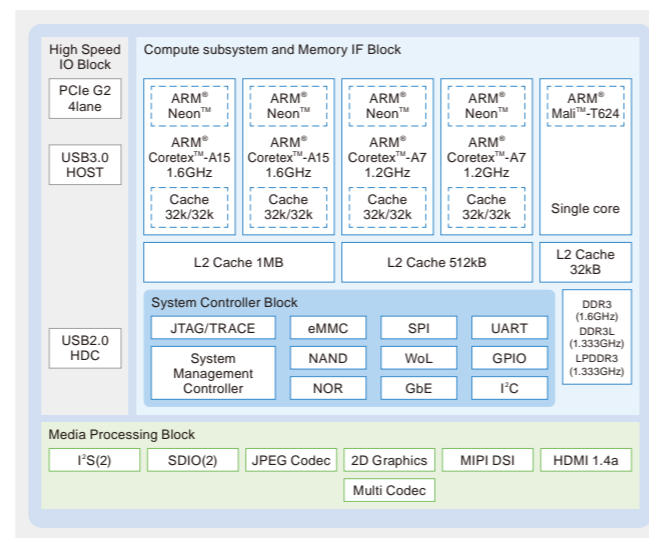 High Speed
IO Block
PCIe G2
4lane
USB3.0
HOST
USB2.0
HDC
Compute subsystem and Memory IF Block
ARM®
Neon™
ARM®
Coretex™-A15
1.6GHz
Cache
32k/32k
ARM®
Neon™
ARM®
Coretex™-A15
1.6GHz
Cache
32k/32k
ARM®
Neon™
ARM®
Coretex™-A7
1.2GHz
Cache
32k/32k
ARM®
Neon™
ARM®
Coretex™-A7
1.2GHz
Cache
32k/32k
ARM®
Mali™-T624
Single core
L2 Cache 1MB
L2 Cache 512kB
L2 Cache
32kB
System Controller Block
JTAG/TRACE
eMMC
SPI
UART
System
Management
Controller
NAND
WoL
GPIO
NOR
GbE
I²C
DDR3
(1.6GHz)
DDR3L
(1.333GHz)
LPDDR3
(1.333GHz)
Media Processing Block
I²S(2)
SDIO(2)
JPEG Codec
2D Graphics
MIPI DSI
HDMI 1.4a
Multi Codec